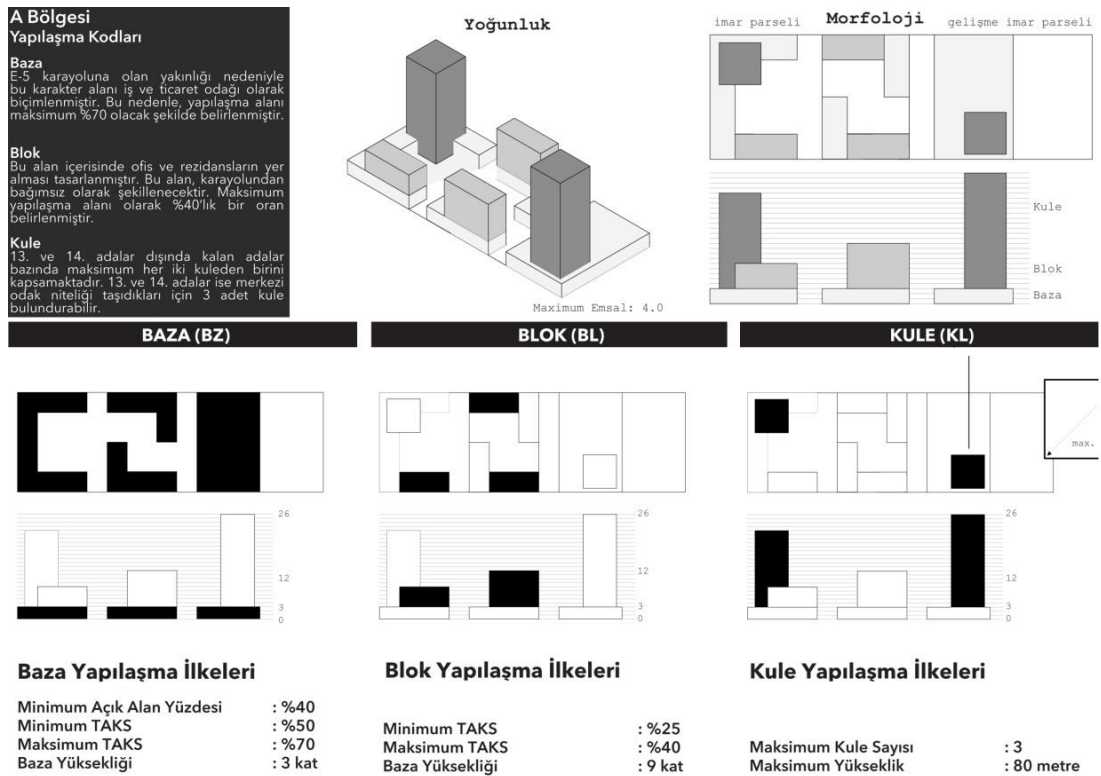 A Bölgesi
Yapılaşma Kodları
Baza
E-5 karayoluna olan yakınlığı nedeniyle
bu karakter alanı iş ve ticaret odağı olarak
biçimlenmiştir. Bu nedenle, yapılaşma alanı
maksimum %70 olacak şekilde belirlenmiştir.
Blok
Bu alan içerisinde ofis ve rezidansların yer
alması tasarlanmıştır. Bu alan, karayolundan
bağımsız olarak şekillenecektir. Maksimum
yapılaşma alanı olarak %40'lık bir oran
belirlenmiştir.
Kule
13. ve 14. adalar dışında kalan adalar
bazında maksimum her iki kuleden birini
kapsamaktadır. 13. ve 14. adalar ise merkezi
odak niteliği taşıdıkları için 3 adet kule
bulundurabilir.
Yoğunluk
Maximum Emsal: 4.0
imar parseli
Morfoloji
gelişme imar parseli
Kule
Blok
Baza
BAZA (BZ)
26
12
3
0
Baza Yapılaşma İlkeleri
Minimum Açık Alan Yüzdesi : %40
Minimum TAKS : %50
Maksimum TAKS : %70
Baza Yüksekliği : 3 kat
BLOK (BL)
26
12
3
0
Blok Yapılaşma İlkeleri
Minimum TAKS : %25
Maksimum TAKS : %40
Baza Yüksekliği : 9 kat
KULE (KL)
max.
26
12
3
0
Kule Yapılaşma İlkeleri
Maksimum Kule Sayısı : 3
Maksimum Yükseklik : 80 metre